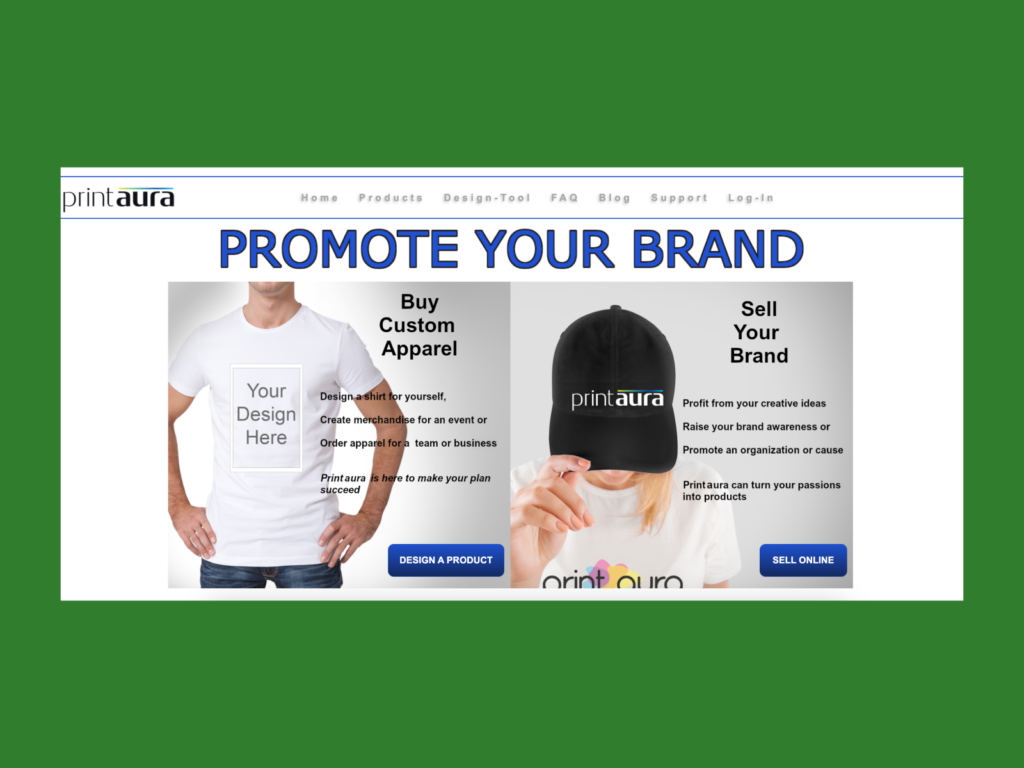 printaura
Home Products Design-Tool FAQ Blog Support Log-In
PROMOTE YOUR BRAND
Buy
Custom
Apparel
Your
Design
Here
Design a shirt for yourself,
Create merchandise for an event or
Order apparel for a team or business
Print aura is here to make your plan
succeed
DESIGN A PRODUCT
Sell
Your
Brand
printaura
Profit from your creative ideas
Raise your brand awareness or
Promote an organization or cause
Print aura can turn your passions
into products
SELL ONLINE
print aura